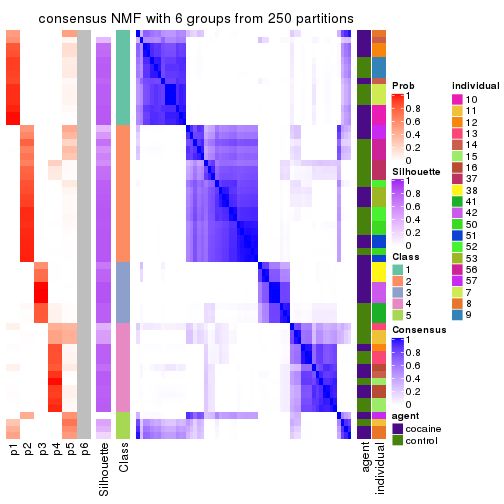 consensus NMF with 6 groups from 250 partitions
Prob
1
0.8
0.6
0.4
0.2
0
Silhouette
1
0.8
0.6
0.4
0.2
0
Class
1
2
3
4
5
Consensus
1
0.8
0.6
0.4
0.2
0
agent
cocaine
control
individual
10
11
12
13
14
15
16
37
38
41
42
50
51
52
53
56
57
7
8
9
p1
p2
p3
p4
p5
p6
Silhouette
Class
agent
individual